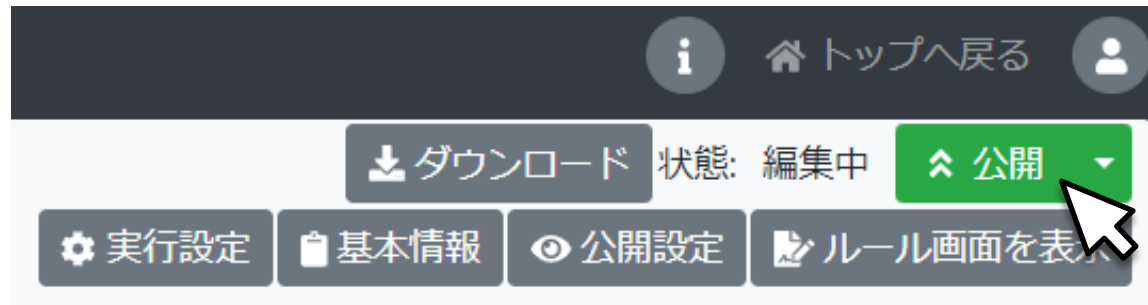 トップへ戻る
ダウンロード 状態: 編集中 公開
実行設定 基本情報 公開設定 ルール画面を表示